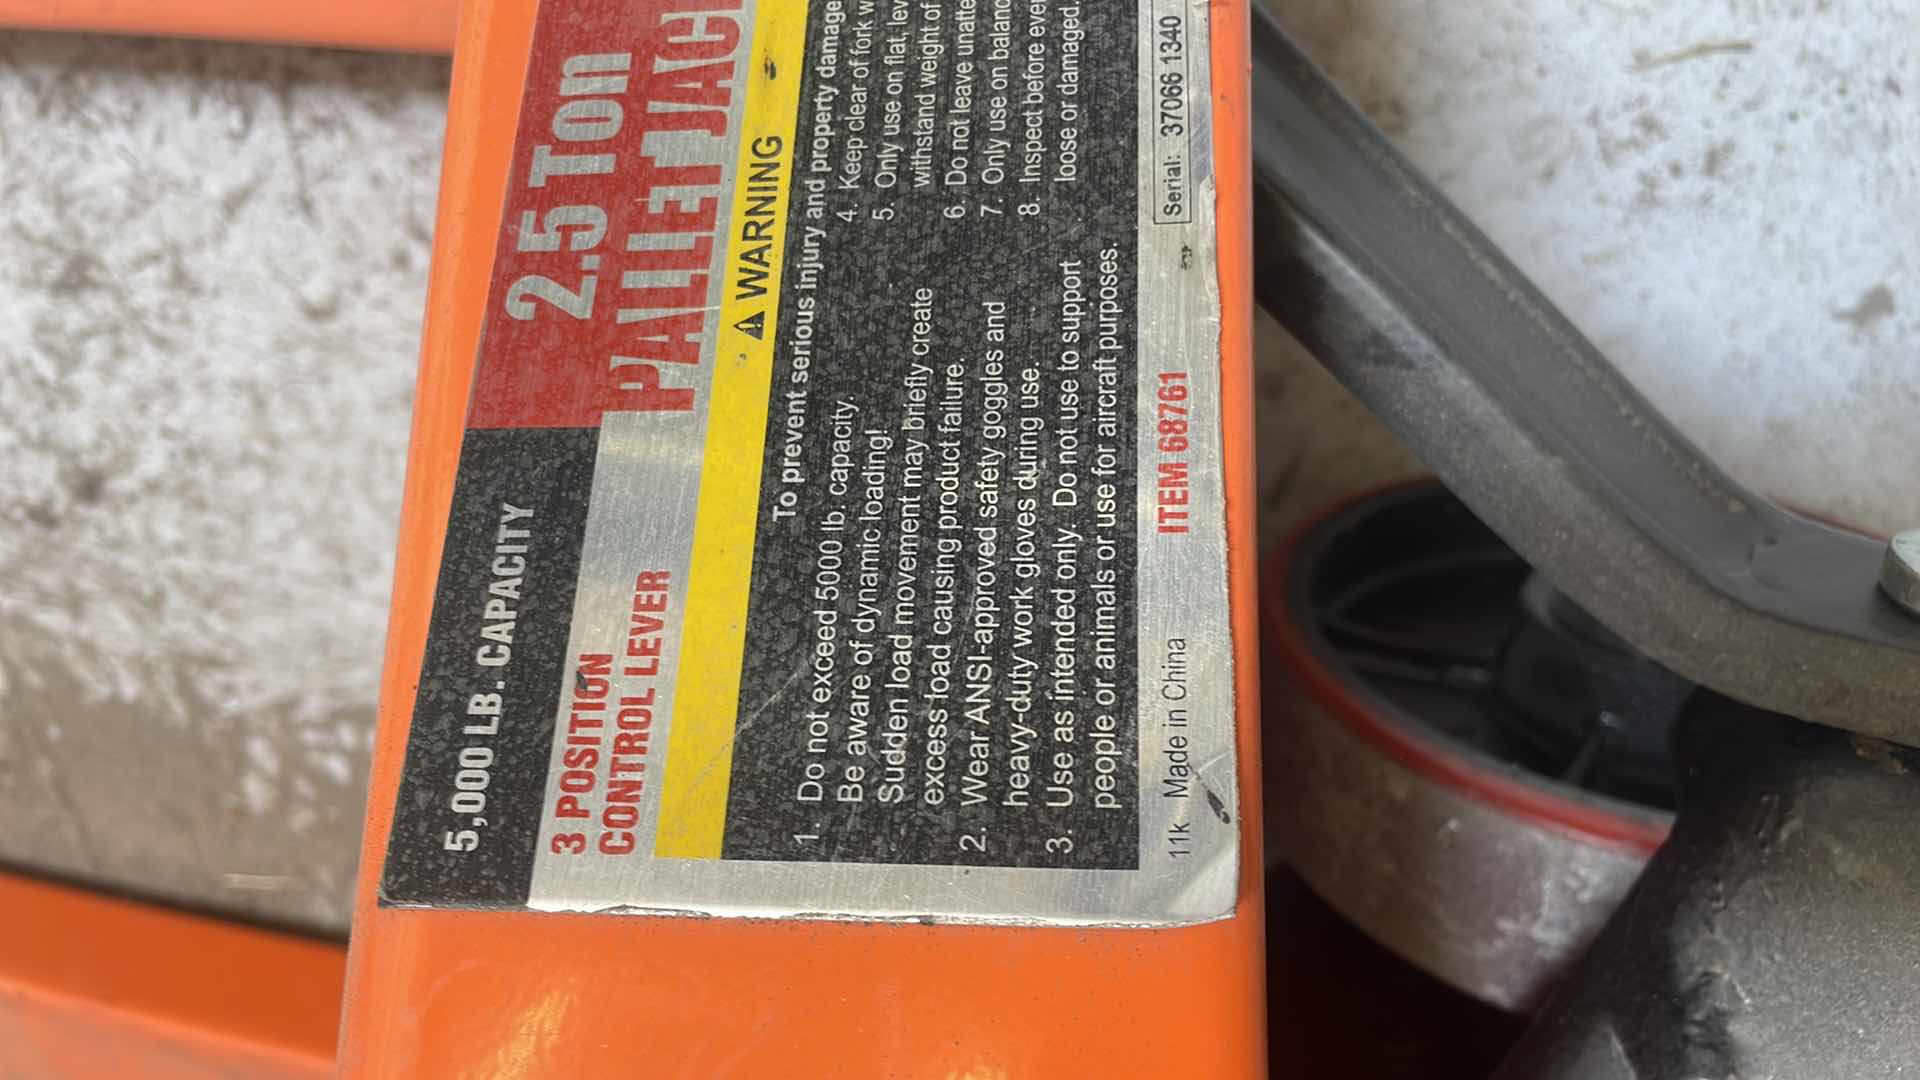 5,000 LB. CAPACITY
2.5 Ton
PALLET JACK
3 POSITION
CONTROL LEVER
⚠ WARNING
To prevent serious injury and property damage
1. Do not exceed 5000 lb. capacity.
Be aware of dynamic loading!
Sudden load movement may briefly create
excess load causing product failure.
2. Wear ANSI-approved safety goggles and
heavy-duty work gloves during use.
3. Use as intended only. Do not use to support
people or animals or use for aircraft purposes.
4. Keep clear of fork
5. Only use on flat,
withstand weight of
6. Do not leave
7. Only use on
8. Inspect before
loose or damaged.
11k Made in China
ITEM 68761
Serial: 37066 1340